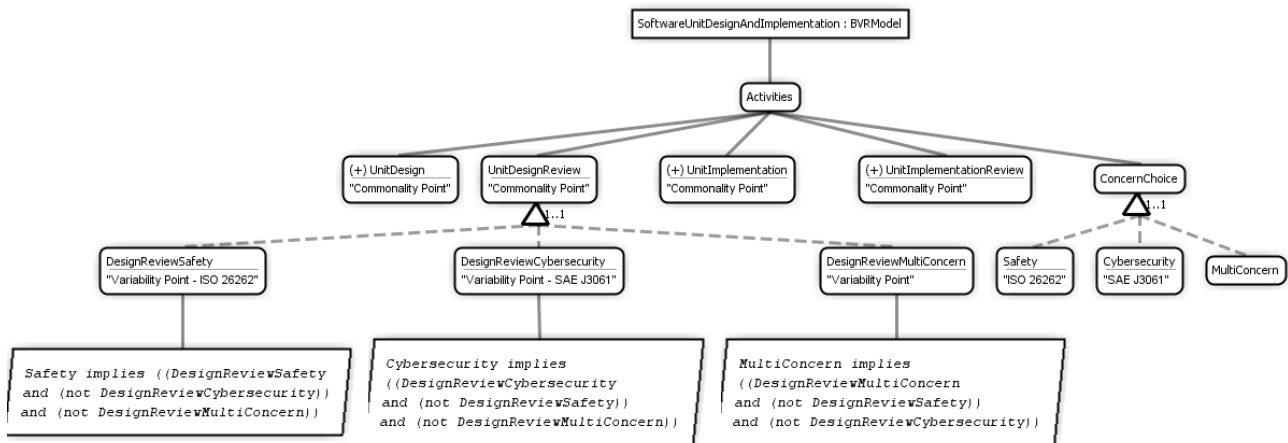 SoftwareUnitDesignAndImplementation : BVRModel
Activities
(+) UnitDesign
"Commonality Point"
UnitDesignReview
"Commonality Point"
(+) UnitImplementation
"Commonality Point"
(+) UnitImplementationReview
"Commonality Point"
ConcernChoice
1..1
1..1
DesignReviewSafety
"Variability Point - ISO 26262"
DesignReviewCybersecurity
"Variability Point - SAE J3061"
DesignReviewMultiConcern
"Variability Point"
Safety
"ISO 26262"
Cybersecurity
"SAE J3061"
MultiConcern
Safety implies ((DesignReviewSafety
and (not DesignReviewCybersecurity))
and (not DesignReviewMultiConcern))
Cybersecurity implies
((DesignReviewCybersecurity
and (not DesignReviewSafety))
and (not DesignReviewMultiConcern))
MultiConcern implies
((DesignReviewMultiConcern
and (not DesignReviewSafety))
and (not DesignReviewCybersecurity))